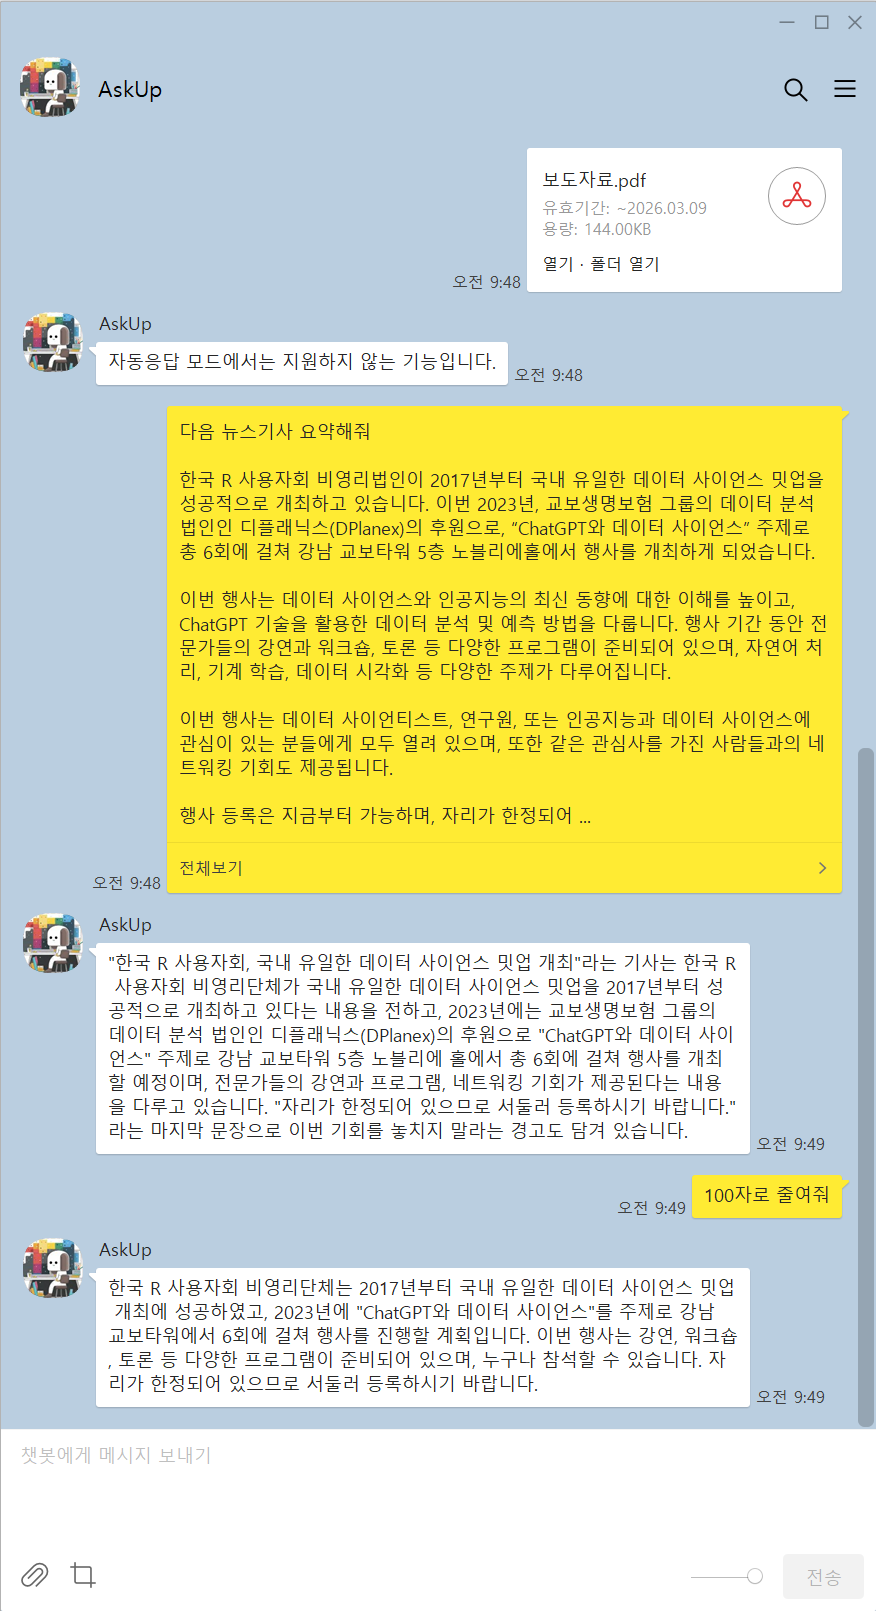 AskUp
보도자료.pdf
유효기간: ~2026.03.09
용량: 144.00KB
열기 · 폴더 열기
오전 9:48
AskUp
자동응답 모드에서는 지원하지 않는 기능입니다.
오전 9:48
다음 뉴스기사 요약해줘
한국 R 사용자회 비영리법인이 2017년부터 국내 유일한 데이터 사이언스 밋업을
성공적으로 개최하고 있습니다. 이번 2023년, 교보생명보험 그룹의 데이터 분석
법인인 디플래닉스(DPlanex)의 후원으로, “ChatGPT와 데이터 사이언스” 주제로
총 6회에 걸쳐 강남 교보타워 5층 노블리에홀에서 행사를 개최하게 되었습니다.
이번 행사는 데이터 사이언스와 인공지능의 최신 동향에 대한 이해를 높이고,
ChatGPT 기술을 활용한 데이터 분석 및 예측 방법을 다룹니다. 행사 기간 동안 전
문가들의 강연과 워크숍, 토론 등 다양한 프로그램이 준비되어 있으며, 자연어 처
리, 기계 학습, 데이터 시각화 등 다양한 주제가 다루어집니다.
이번 행사는 데이터 사이언티스트, 연구원, 또는 인공지능과 데이터 사이언스에
관심이 있는 분들에게 모두 열려 있으며, 또한 같은 관심사를 가진 사람들과의 네
트워킹 기회도 제공됩니다.
행사 등록은 지금부터 가능하며, 자리가 한정되어 ...
전체보기
오전 9:48
AskUp
"한국 R 사용자회, 국내 유일한 데이터 사이언스 밋업 개최"라는 기사는 한국 R
사용자회 비영리단체가 국내 유일한 데이터 사이언스 밋업을 2017년부터 성
공적으로 개최하고 있다는 내용을 전하고, 2023년에는 교보생명보험 그룹의
데이터 분석 법인인 디플래닉스(DPlanex)의 후원으로 "ChatGPT와 데이터 사이
언스" 주제로 강남 교보타워 5층 노블리에 홀에서 총 6회에 걸쳐 행사를 개최
할 예정이며, 전문가들의 강연과 프로그램, 네트워킹 기회가 제공된다는 내용
을 다루고 있습니다. "자리가 한정되어 있으므로 서둘러 등록하시기 바랍니다."
라는 마지막 문장으로 이번 기회를 놓치지 말라는 경고도 담겨 있습니다.
오전 9:49
100자로 줄여줘
오전 9:49
AskUp
한국 R 사용자회 비영리단체는 2017년부터 국내 유일한 데이터 사이언스 밋업
개최에 성공하였고, 2023년에 "ChatGPT와 데이터 사이언스"를 주제로 강남
교보타워에서 6회에 걸쳐 행사를 진행할 계획입니다. 이번 행사는 강연, 워크숍
, 토론 등 다양한 프로그램이 준비되어 있으며, 누구나 참석할 수 있습니다. 자
리가 한정되어 있으므로 서둘러 등록하시기 바랍니다.
오전 9:49
챗봇에게 메시지 보내기
전송